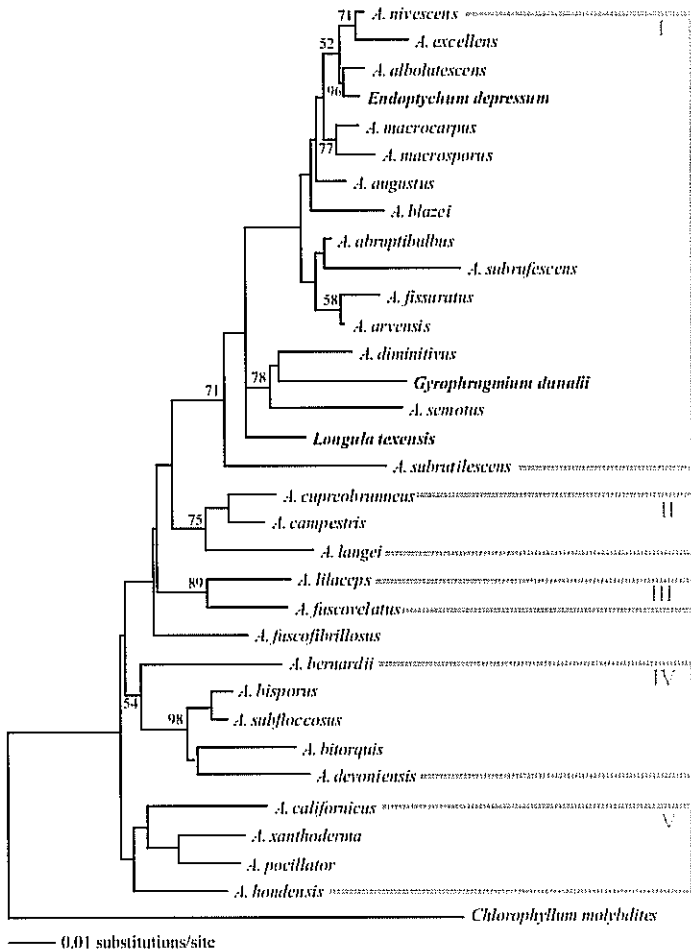 71
A. nivescens
I
A. excellens
52
A. albolutescens
96
Endoptychum depressum
A. macrocarpus
77
A. macrosporus
A. augustus
A. blazei
A. abruptibulbus
A. subrufescens
58
A. fissuratus
A. arvensis
A. diminitivus
71
78
Gyrophragmium dunalii
A. semotus
Longula texensis
A. subrutilescens
A. cupreobrunneus
II
75
A. campestris
A. langei
89
A. lilaceps
III
A. fuscovelatus
A. fuscofibrillosus
A. bernardii
IV
54
A. bisporus
98
A. subfloccosus
A. bitorquis
A. devoniensis
A. californicus
V
A. xanthoderma
A. pocillator
A. hondensis
Chlorophyllum molybdites
0.01 substitutions/site